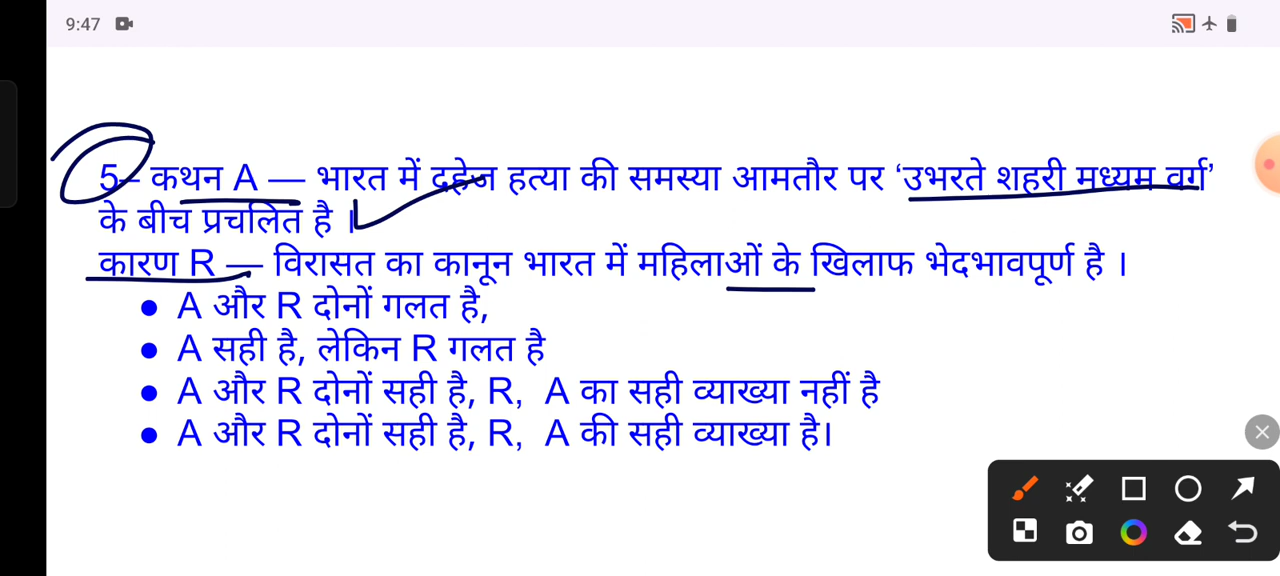 9:47
5– कथन A — भारत में दहेज हत्या की समस्या आमतौर पर ‘उभरते शहरी मध्यम वर्ग’
के बीच प्रचलित है ।
कारण R — विरासत का कानून भारत में महिलाओं के खिलाफ भेदभावपूर्ण है ।
● A और R दोनों गलत है,
● A सही है, लेकिन R गलत है
● A और R दोनों सही है, R, A का सही व्याख्या नहीं है
● A और R दोनों सही है, R, A की सही व्याख्या है।